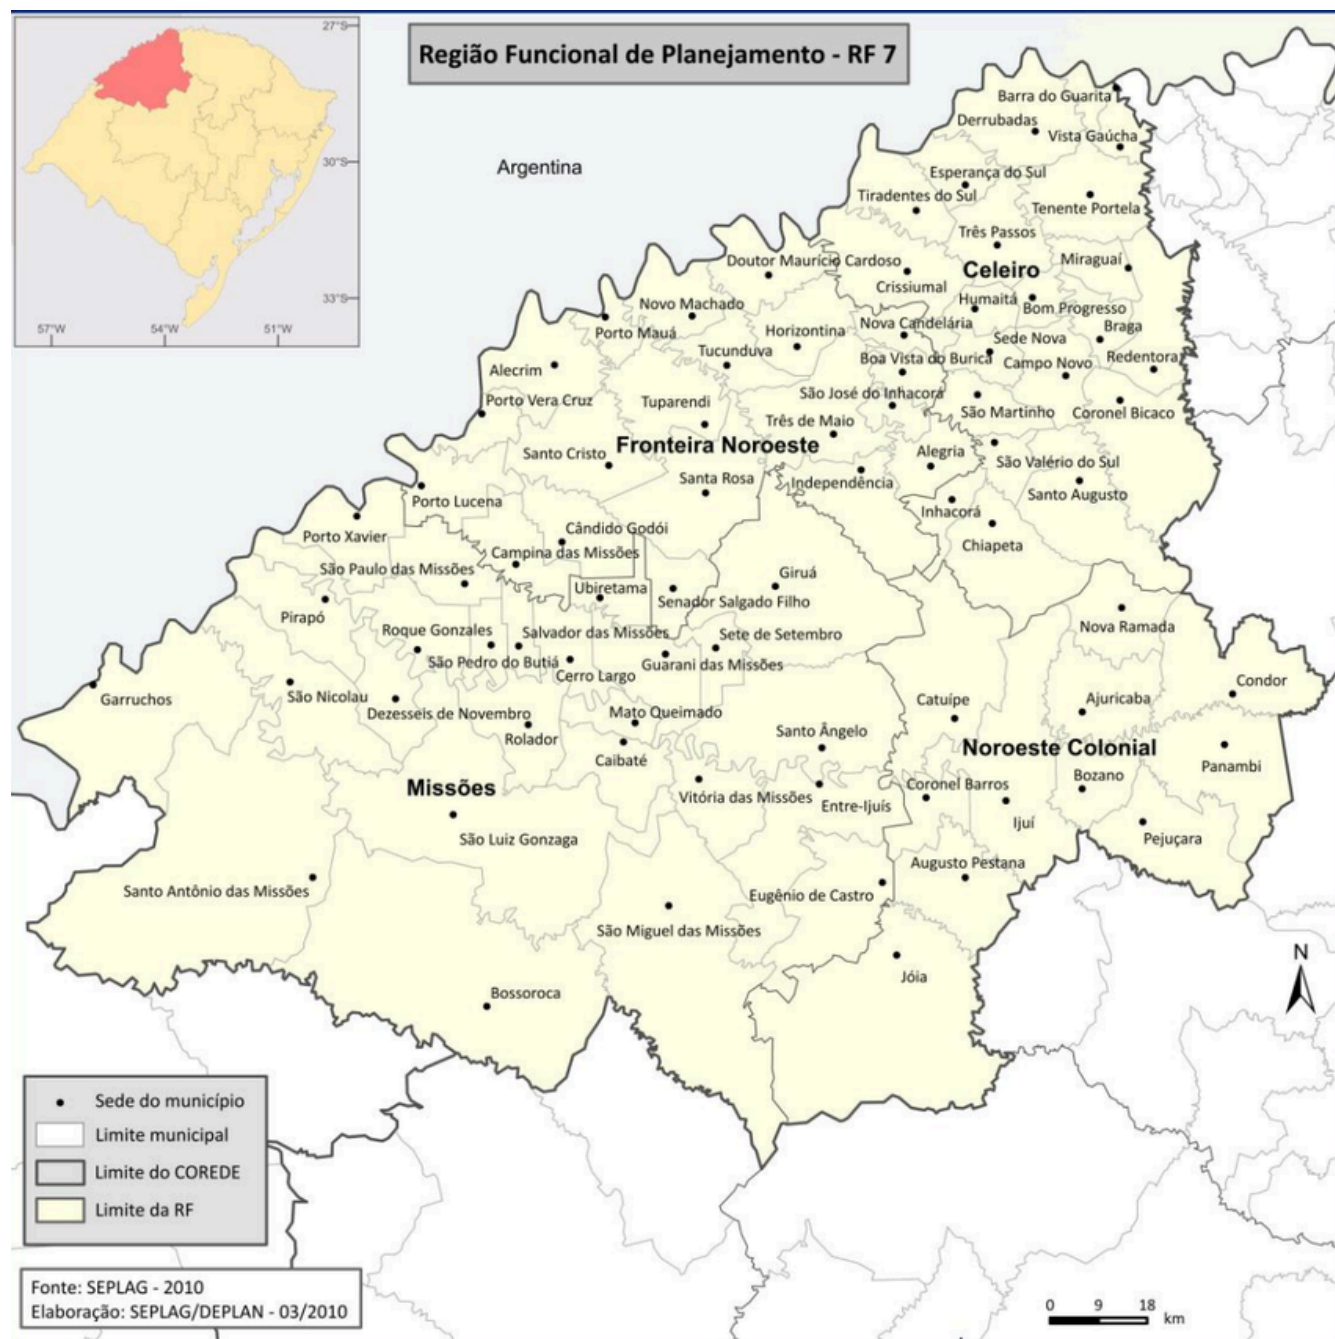 Região Funcional de Planejamento - RF 7
27°S
30°S
33°S
57°W
54°W
51°W
Argentina
Barra do Guarita
Derrubadas
Vista Gaúcha
Esperança do Sul
Tiradentes do Sul
Tenente Portela
Três Passos
Doutor Maurício Cardoso
Celeiro
Miraguaí
Crissiumal
Novo Machado
Humaitá
Bom Progresso
Porto Mauá
Horizontina
Nova Candelária
Braga
Sede Nova
Tucunduva
Boa Vista do Buricá
Campo Novo
Redentora
Alecrim
São José do Inhacorá
Porto Vera Cruz
Tuparendi
São Martinho
Coronel Bicaco
Três de Maio
Fronteira Noroeste
Alegria
Santo Cristo
São Valério do Sul
Santa Rosa
Independência
Santo Augusto
Porto Lucena
Inhacorá
Cândido Godói
Porto Xavier
Chiapeta
Campina das Missões
São Paulo das Missões
Giruá
Ubiretama
Senador Salgado Filho
Pirapó
Nova Ramada
Roque Gonzales
Salvador das Missões
Sete de Setembro
São Pedro do Butiá
Guarani das Missões
Cerro Largo
Garruchos
São Nicolau
Condor
Catuípe
Ajuricaba
Dezesseis de Novembro
Mato Queimado
Rolador
Santo Ângelo
Caibaté
Noroeste Colonial
Panambi
Bozano
Missões
Coronel Barros
Vitória das Missões
Entre-Ijuís
Ijuí
São Luiz Gonzaga
Pejuçara
Augusto Pestana
Santo Antônio das Missões
Eugênio de Castro
São Miguel das Missões
Jóia
Bossoroca
N
Sede do município
Limite municipal
Limite do COREDE
Limite da RF
Fonte: SEPLAG - 2010
Elaboração: SEPLAG/DEPLAN - 03/2010
0 9 18 km